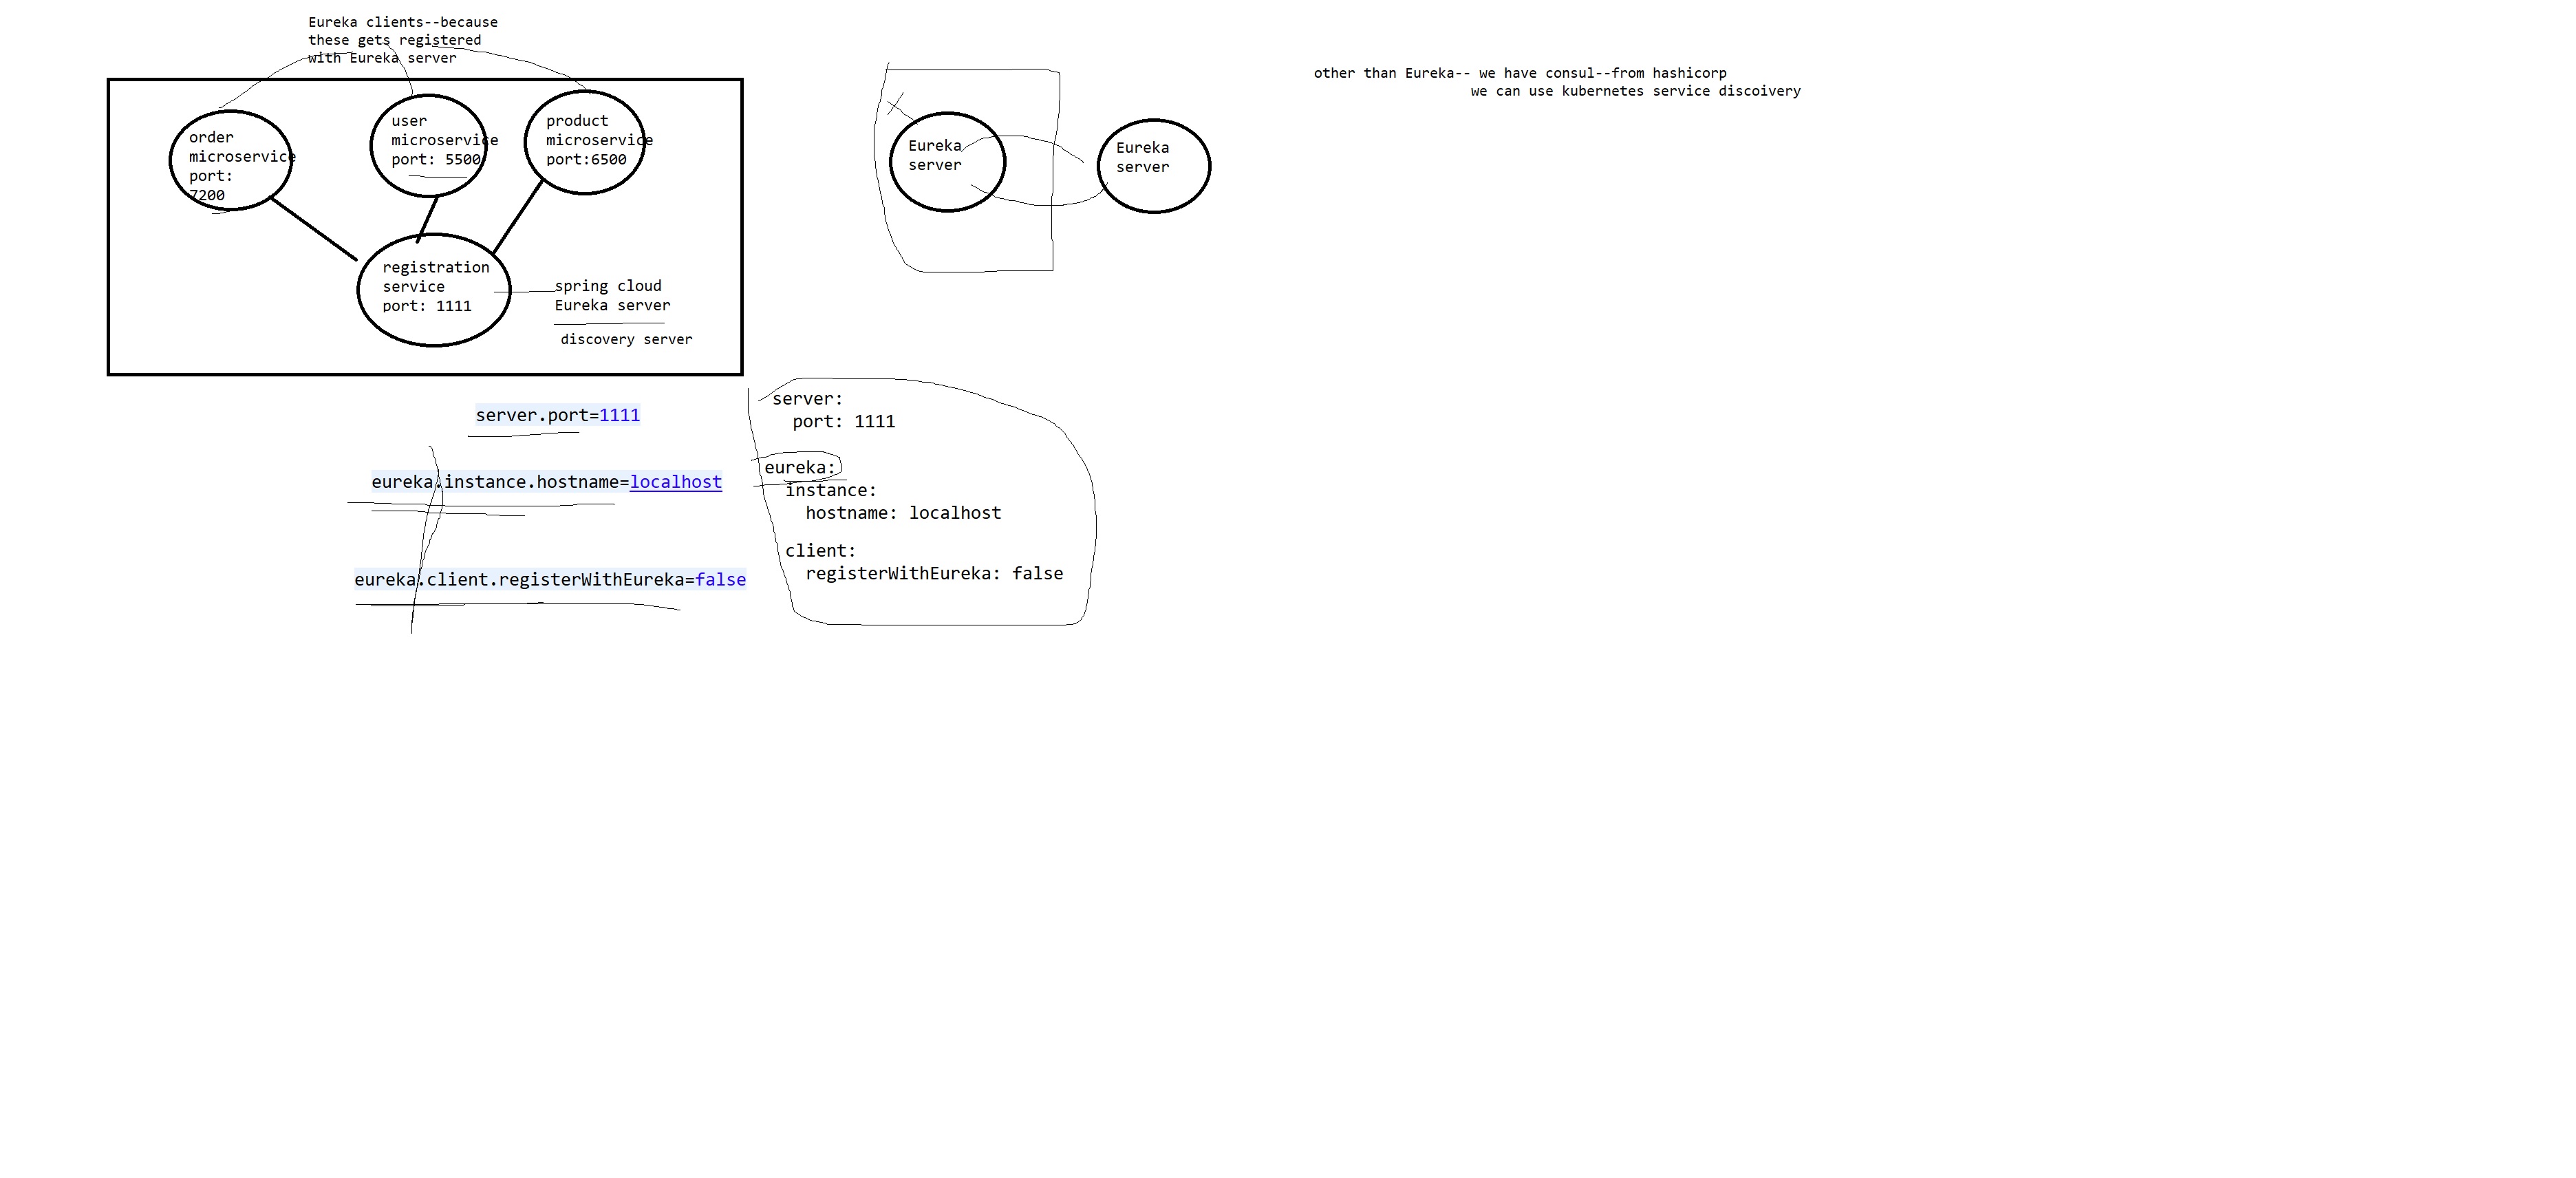 Eureka clients--because
these gets registered
with Eureka server
order
microservice
port:
7200
user
microservice
port: 5500
product
microservice
port:6500
registration
service
port: 1111
spring cloud
Eureka server
discovery server
Eureka
server
Eureka
server
other than Eureka-- we have consul--from hashicorp
we can use kubernetes service discoivery
server.port=1111
eureka.instance.hostname=localhost
eureka.client.registerWithEureka=false
server:
port: 1111
eureka:
instance:
hostname: localhost
client:
registerWithEureka: false